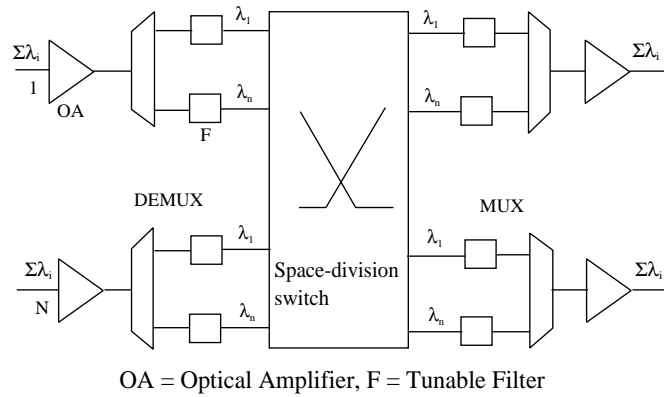 λ1 λ1
Σλi Σλi
1
OA
λn λn
F
DEMUX MUX
λ1 λ1
Σλi Σλi
Space-division
switch
N
λn λn
OA = Optical Amplifier, F = Tunable Filter